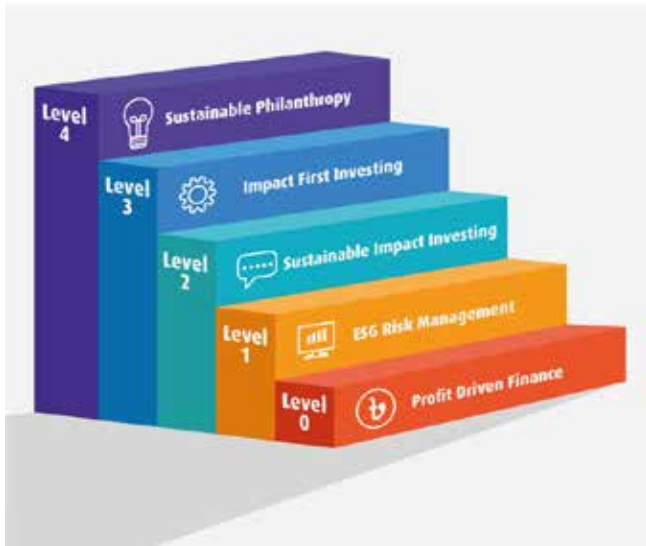 Level
4
Sustainable Philanthropy
Level
3
Impact First Investing
Level
2
Sustainable Impact Investing
Level
1
ESG Risk Management
Level
0
৳
Profit Driven Finance